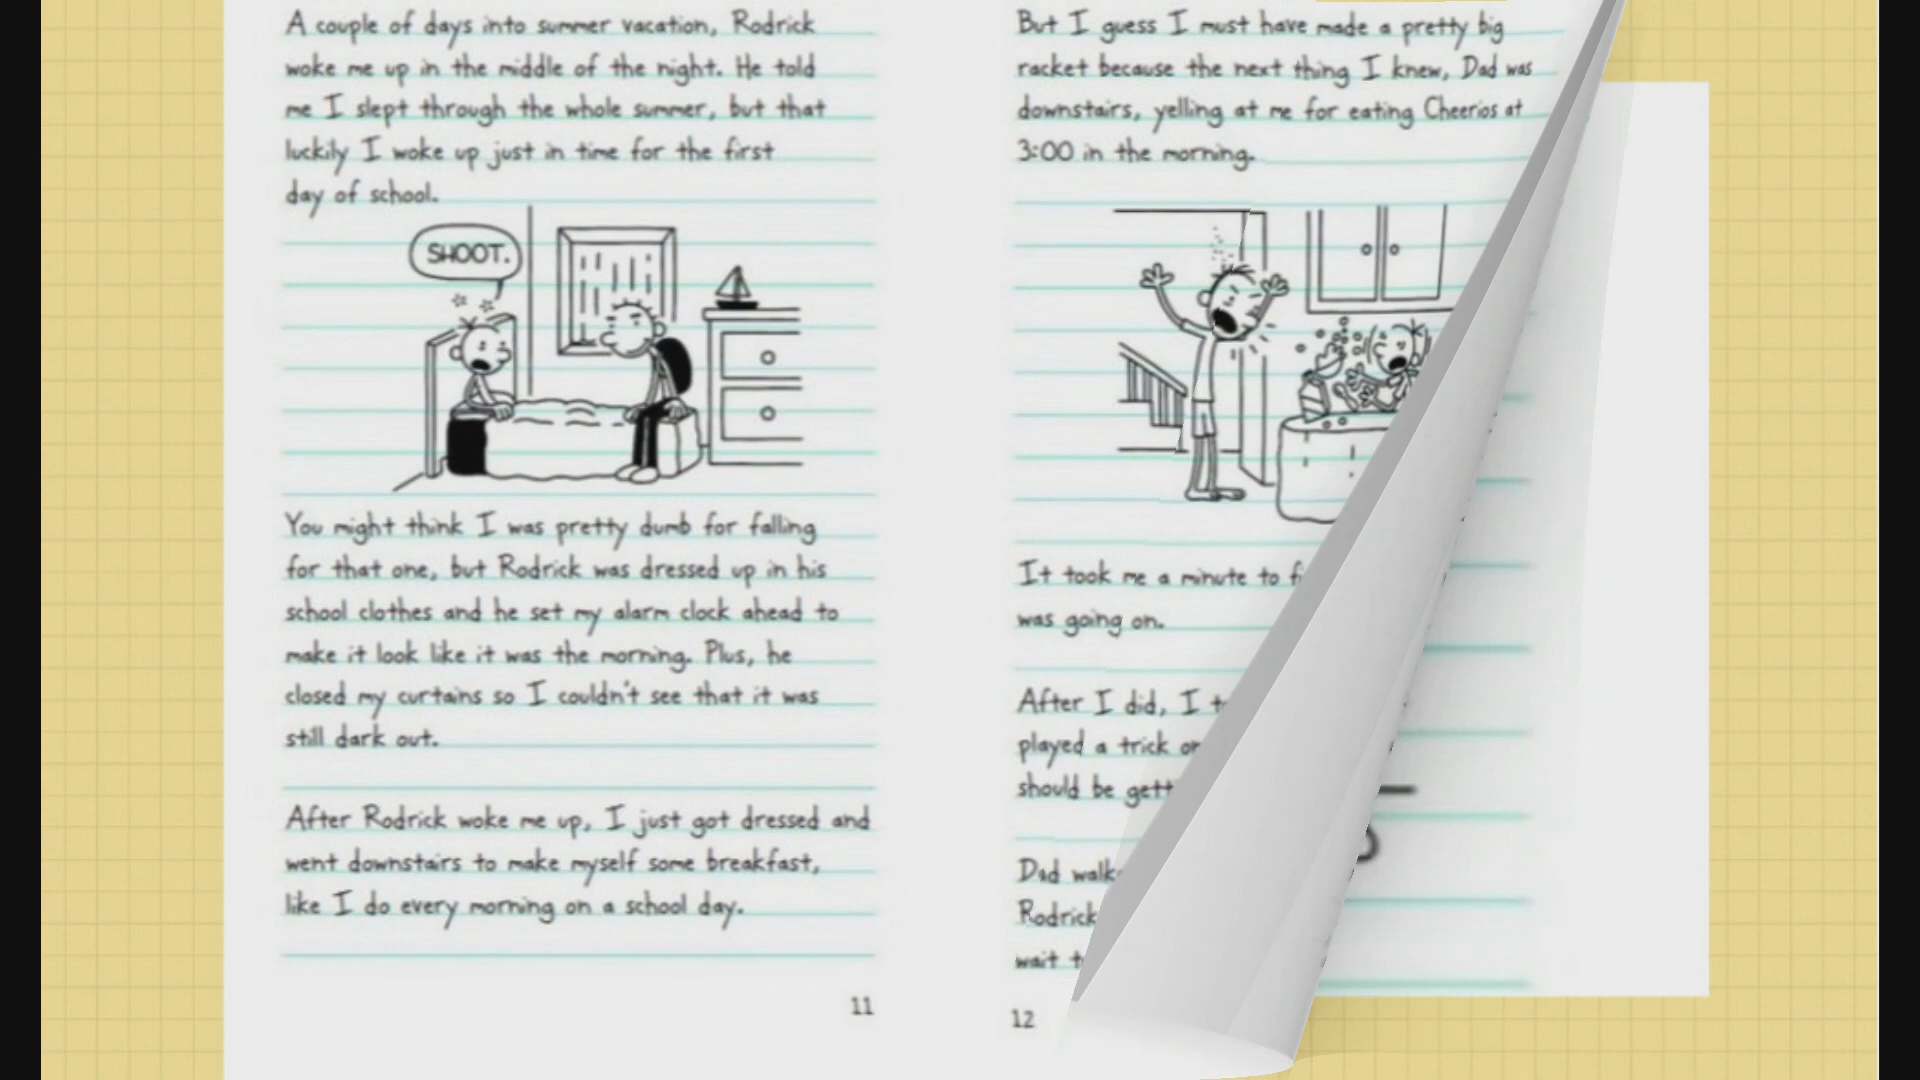 A couple of days into summer vacation, Rodrick
woke me up in the middle of the night. He told
me I slept through the whole summer, but that
luckily I woke up just in time for the first
day of school.
SHOOT.
You might think I was pretty dumb for falling
for that one, but Rodrick was dressed up in his
school clothes and he set my alarm clock ahead to
make it look like it was the morning. Plus, he
closed my curtains so I couldn't see that it was
still dark out.
After Rodrick woke me up, I just got dressed and
went downstairs to make myself some breakfast,
like I do every morning on a school day.
11
But I guess I must have made a pretty big
racket because the next thing I knew, Dad was
downstairs, yelling at me for eating Cheerios at
3:00 in the morning.
It took me a minute to
was going on.
After I did, I
played a trick
should be
Dad
Rodrick
wait
12